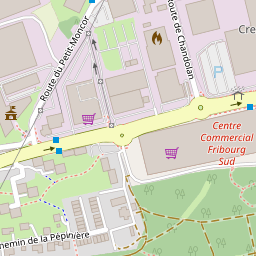 Route du Petit-Moncor
Route de Chandolan
Cre
Centre
Commercial
Fribourg
Sud
hemin de la Pépinière